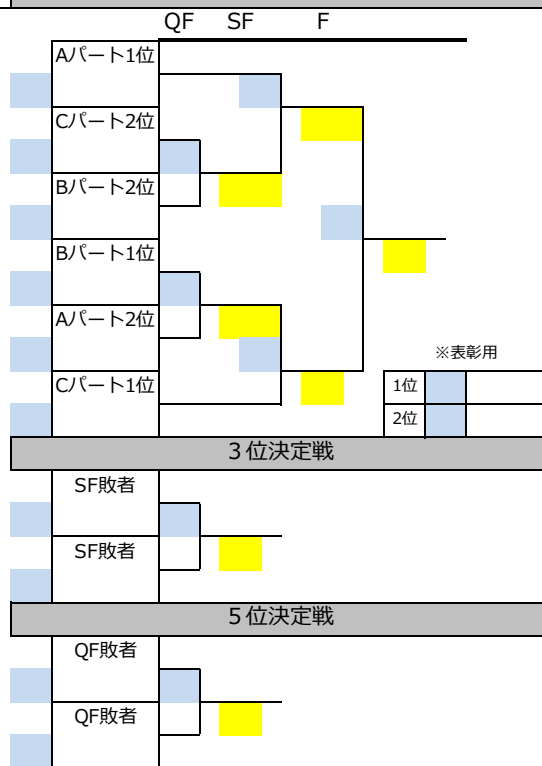 QF SF F
Aパート1位
Cパート2位
Bパート2位
Bパート1位
Aパート2位
※表彰用
Cパート1位 1位
2位
３位決定戦
SF敗者
SF敗者
５位決定戦
QF敗者
QF敗者